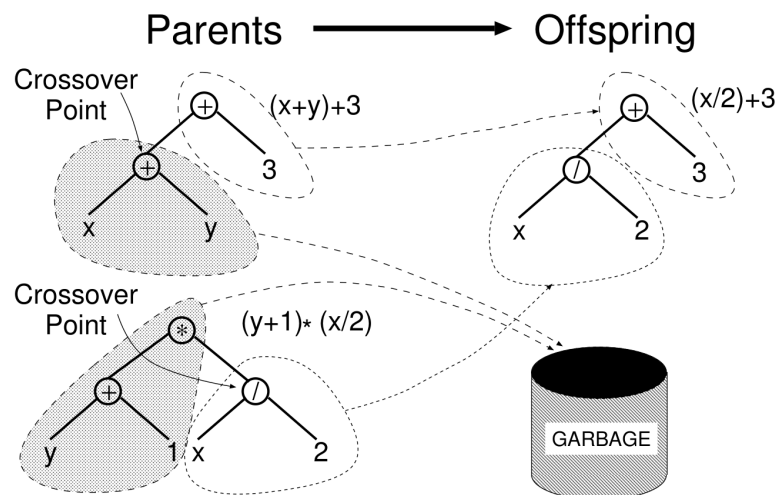 Parents
Offspring
Crossover
Point
+
(x+y)+3
+
3
x
y
+
(x/2)+3
/
3
x
2
Crossover
Point
*
(y+1)* (x/2)
+
/
y
1
x
2
GARBAGE